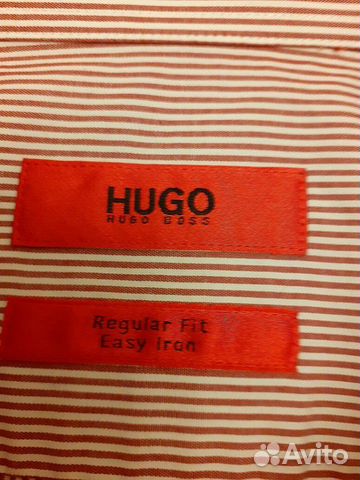 HUGO
HUGO BOSS
Regular Fit
Easy Iron
Avito